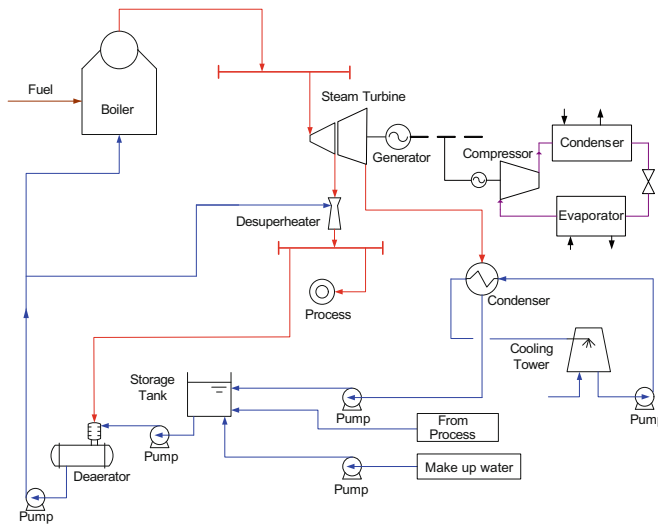 Steam Turbine
Fuel
Boiler
Generator
Compressor
Condenser
Evaporator
Desuperheater
Condenser
Process
Cooling
Tower
Storage
Tank
Pump
Pump
From
Process
Pump
Make up water
Deaerator
Pump
Pump